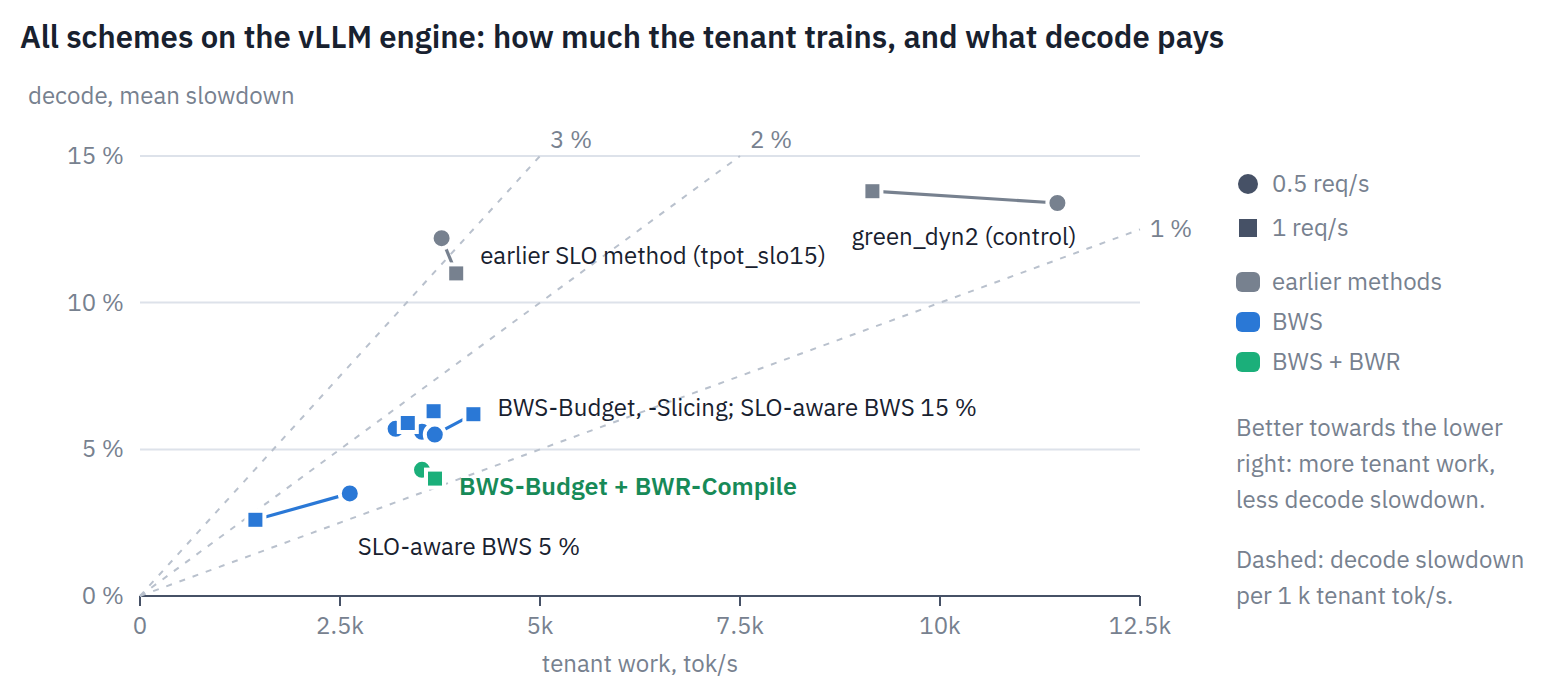 All schemes on the vLLM engine: how much the tenant trains, and what decode pays
decode, mean slowdown
3 %
2 %
15 %
0.5 req/s
1 req/s
1 %
green_dyn2 (control)
earlier SLO method (tpot_slo15)
earlier methods
10 %
BWS
BWS + BWR
BWS-Budget, -Slicing; SLO-aware BWS 15 %
Better towards the lower
right: more tenant work,
less decode slowdown.
5 %
BWS-Budget + BWR-Compile
SLO-aware BWS 5 %
Dashed: decode slowdown
per 1 k tenant tok/s.
0 %
0
2.5k
5k
7.5k
10k
12.5k
tenant work, tok/s